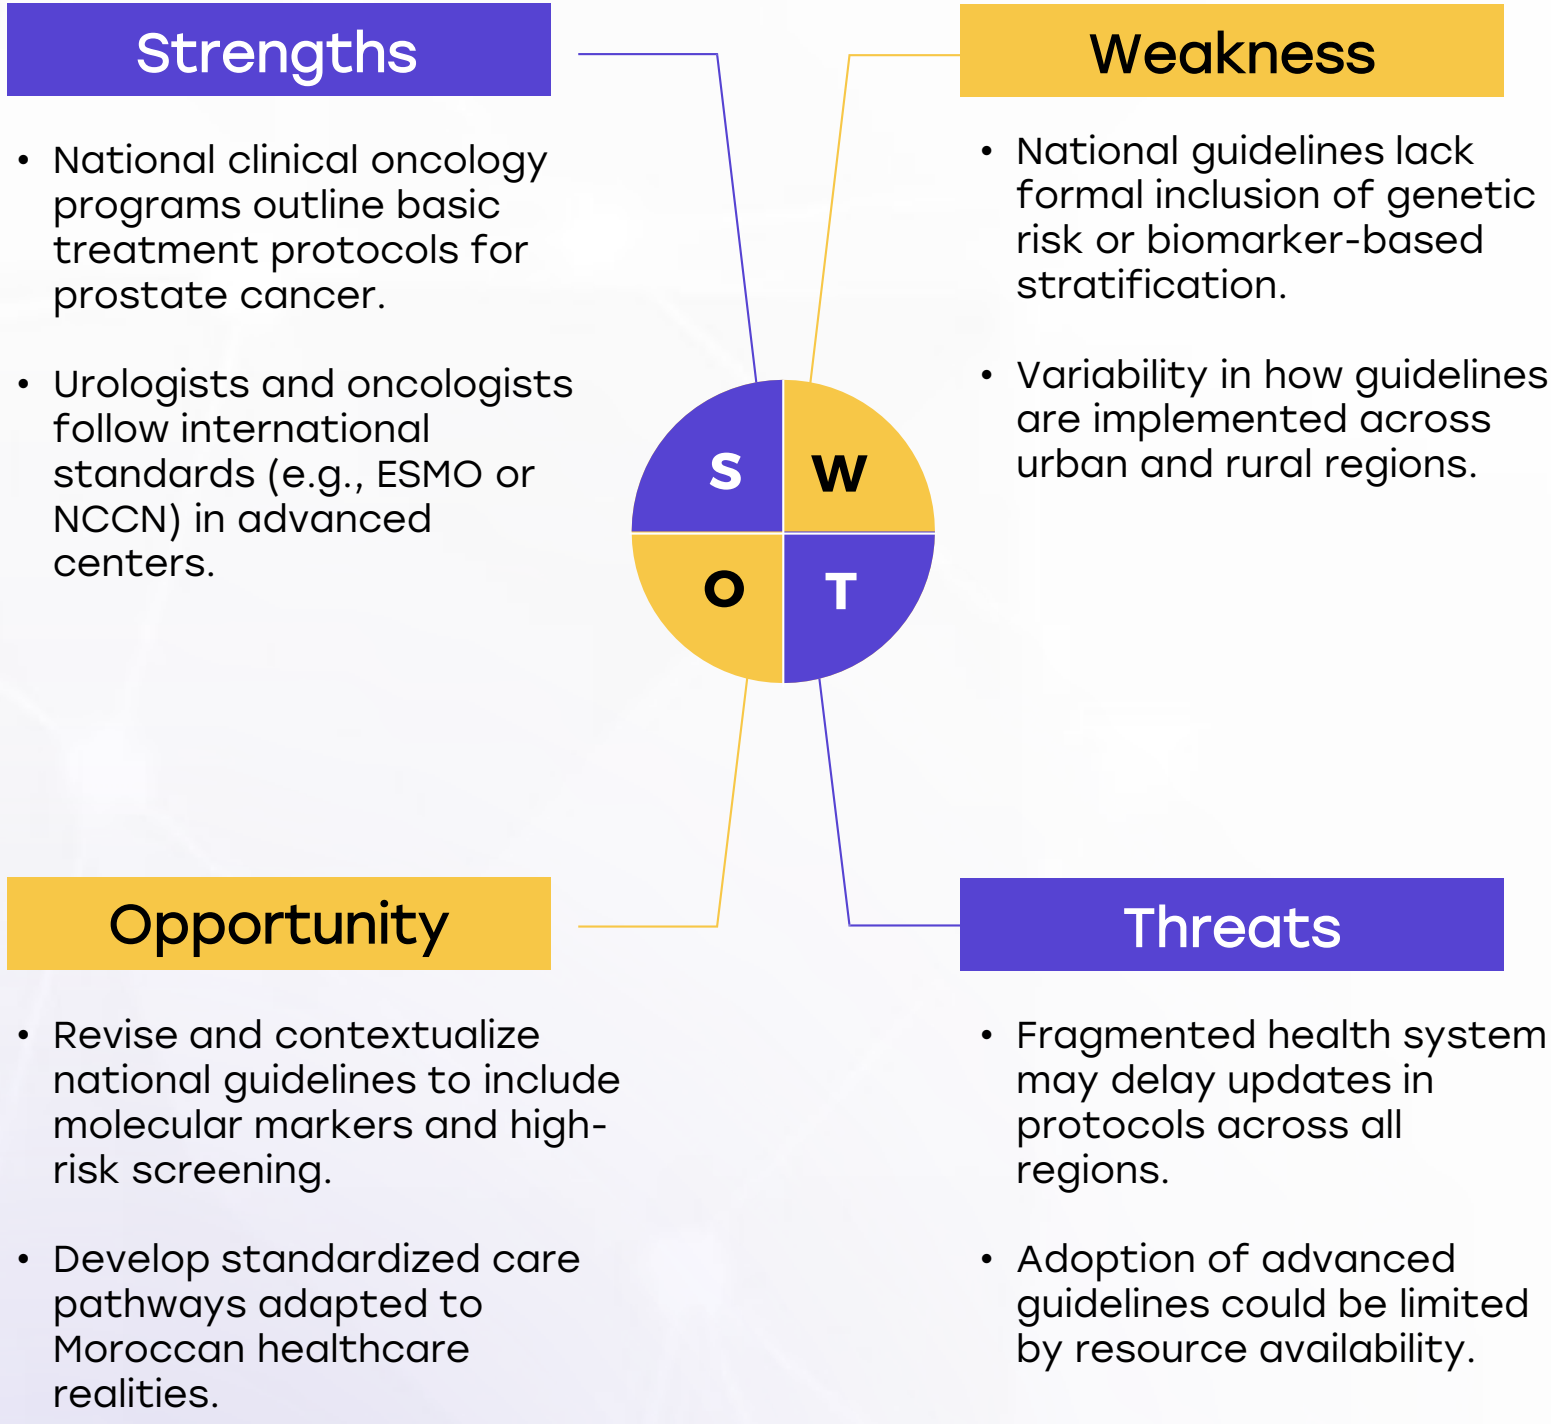 Strengths
• National clinical oncology
programs outline basic
treatment protocols for
prostate cancer.
• Urologists and oncologists
follow international
standards (e.g., ESMO or
NCCN) in advanced
centers.
Weakness
• National guidelines lack
formal inclusion of genetic
risk or biomarker-based
stratification.
• Variability in how guidelines
are implemented across
urban and rural regions.
S
W
O
T
Opportunity
• Revise and contextualize
national guidelines to include
molecular markers and high-
risk screening.
• Develop standardized care
pathways adapted to
Moroccan healthcare
realities.
Threats
• Fragmented health system
may delay updates in
protocols across all
regions.
• Adoption of advanced
guidelines could be limited
by resource availability.